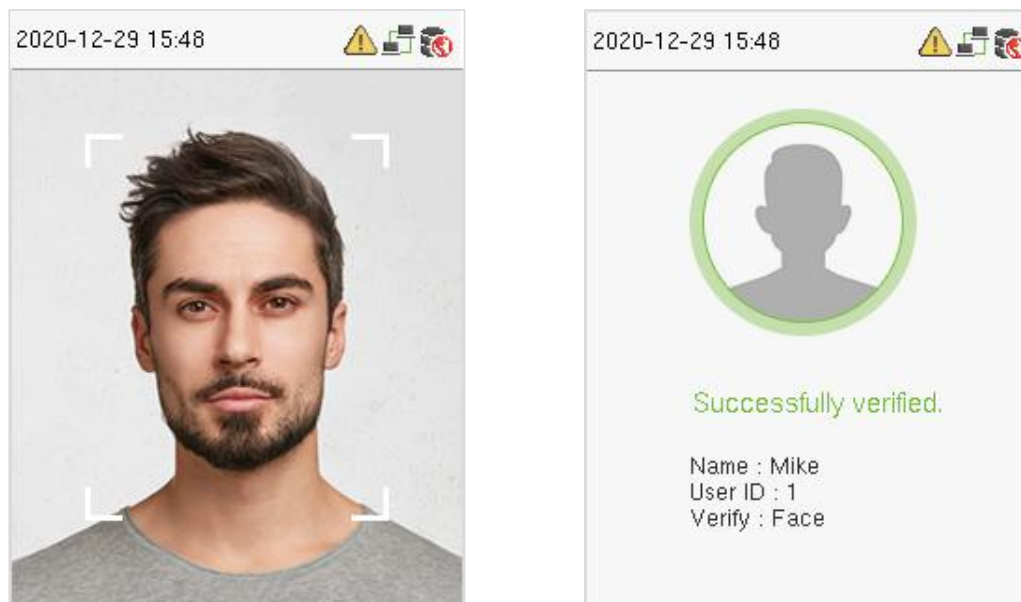 2020-12-29 15:48
2020-12-29 15:48
Successfully verified.
Name : Mike
User ID : 1
Verify : Face